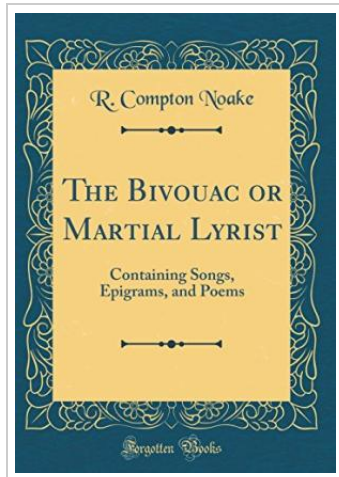 R. Compton Noake
THE BIVOUAC OR
MARTIAL LYRIST
Containing Songs,
Epigrams, and Poems
Forgotten Books